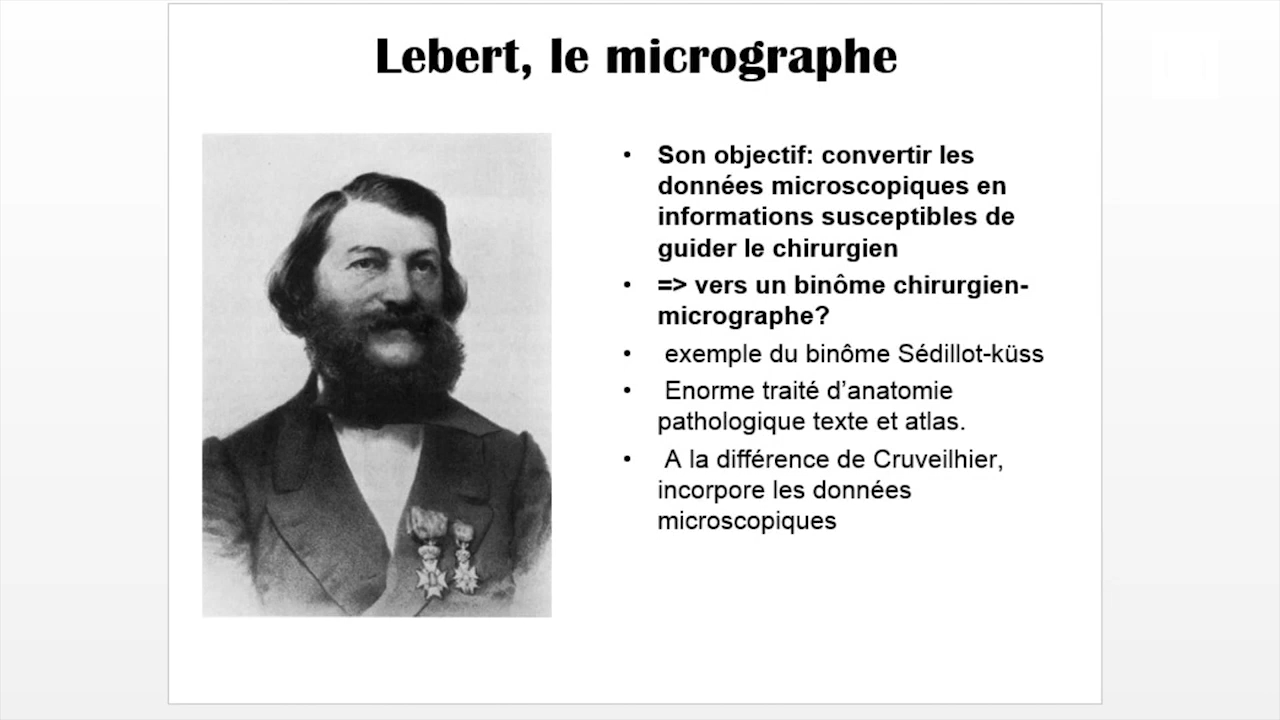 Lebert, le micrographe
• Son objectif: convertir les
données microscopiques en
informations susceptibles de
guider le chirurgien
• => vers un binôme chirurgien-
micrographe?
• exemple du binôme Sédillot-küss
• Enorme traité d’anatomie
pathologique texte et atlas.
• A la différence de Cruveilhier,
incorpore les données
microscopiques